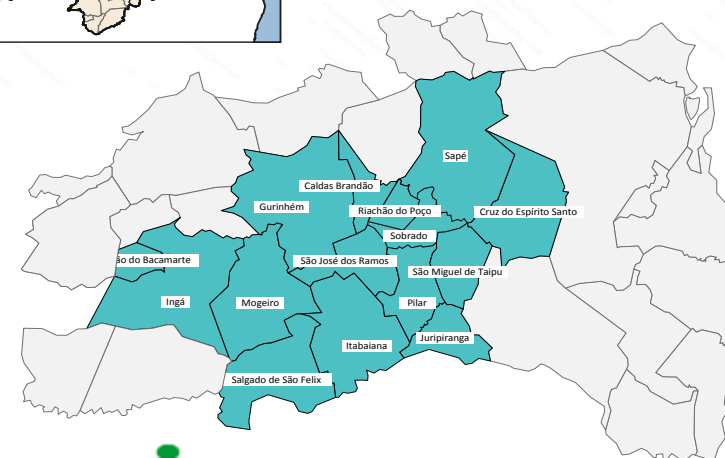 Sapé
Caldas Brandão
Gurinhém
Riachão do Poço
Cruz do Espírito Santo
Sobrado
ão do Bacamarte
São José dos Ramos
São Miguel de Taipu
Ingá
Mogeiro
Pilar
Juripiranga
Itabaiana
Salgado de São Felix